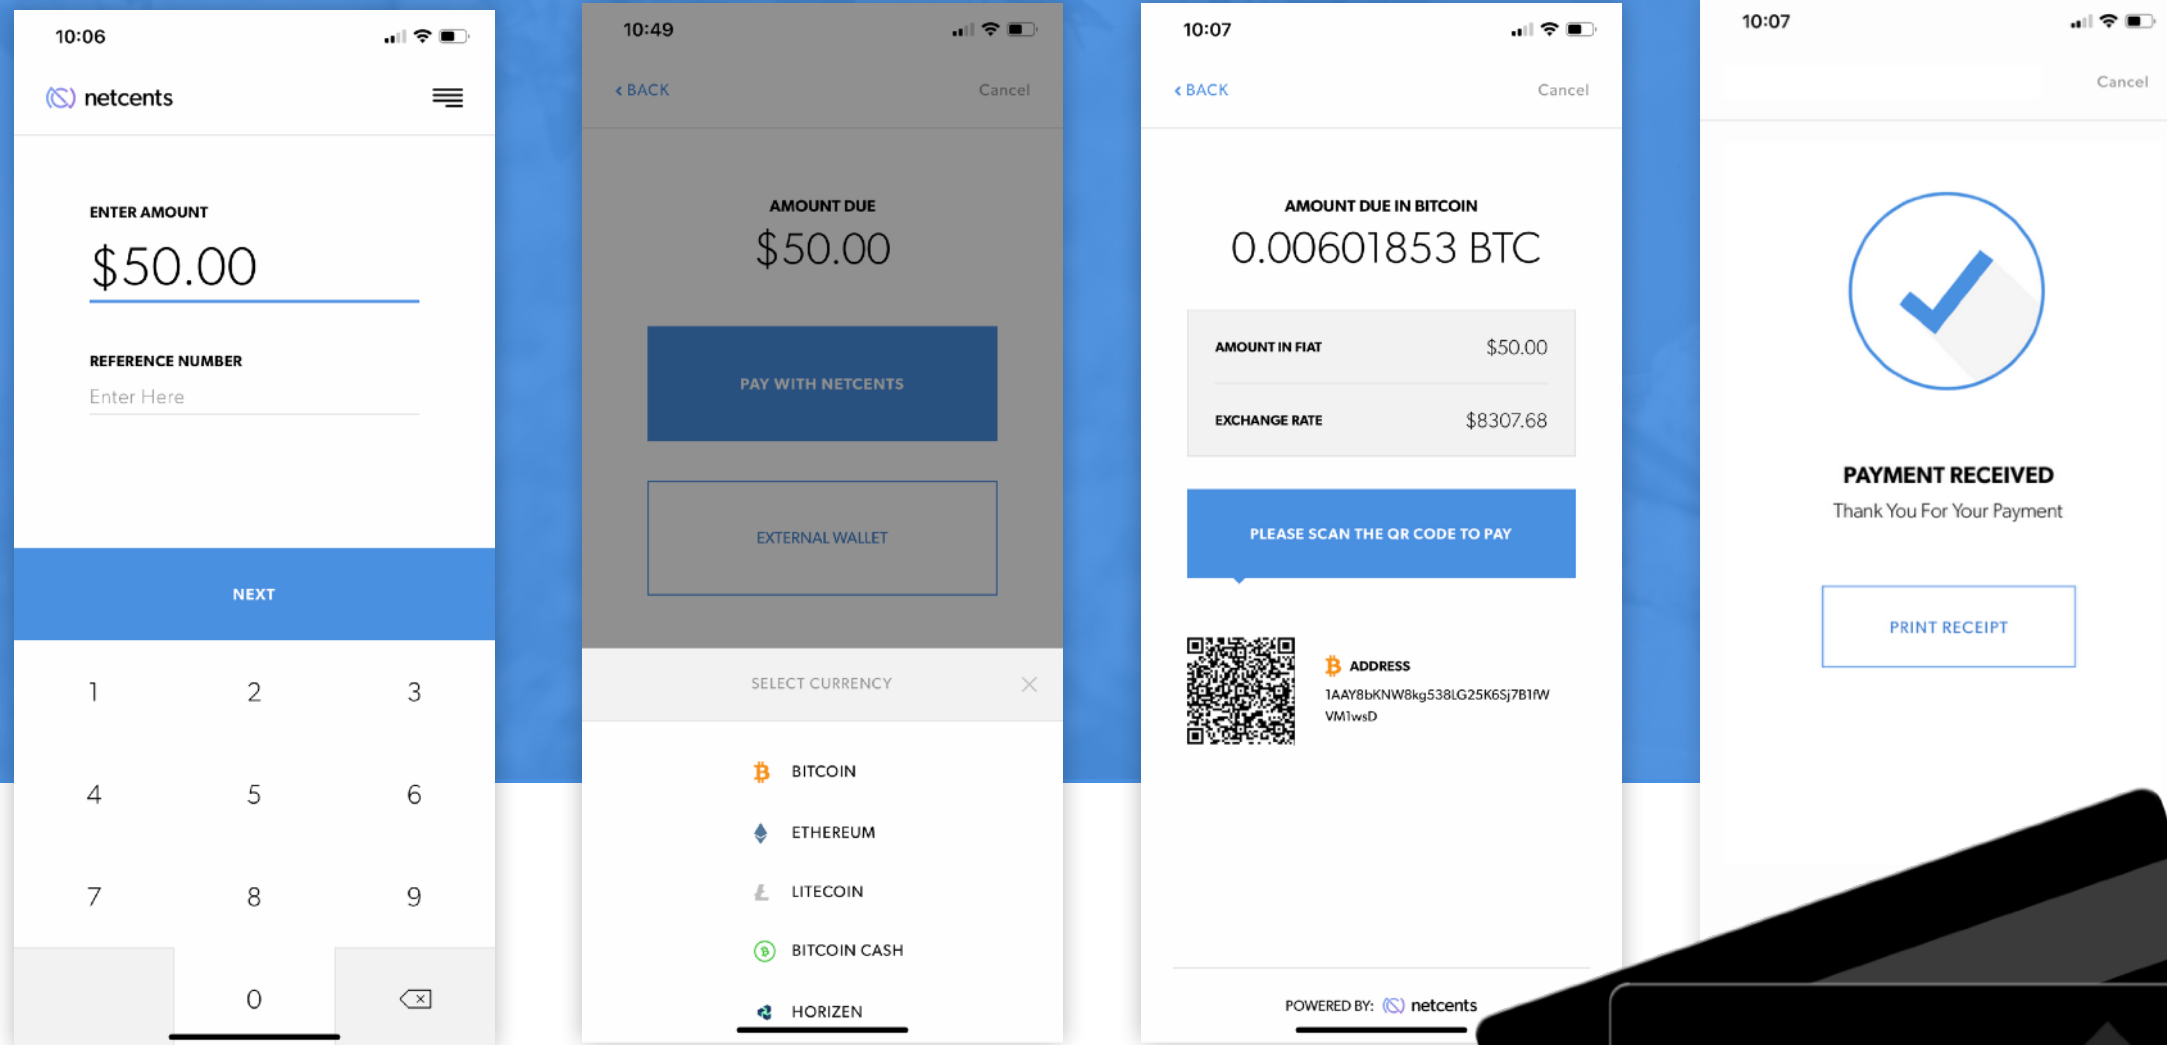 10:06
netcents
ENTER AMOUNT
$50.00
REFERENCE NUMBER
Enter Here
NEXT
1 2 3
4 5 6
7 8 9
0
10:49
< BACK Cancel
AMOUNT DUE
$50.00
PAY WITH NETCENTS
EXTERNAL WALLET
SELECT CURRENCY
BITCOIN
ETHEREUM
LITECOIN
BITCOIN CASH
HORIZEN
10:07
< BACK Cancel
AMOUNT DUE IN BITCOIN
0.00601853 BTC
AMOUNT IN FIAT $50.00
EXCHANGE RATE $8307.68
PLEASE SCAN THE QR CODE TO PAY
ADDRESS
1AAY8bKNW8kg538LG25K6Sj7B1fW
VM1wsD
POWERED BY: netcents
10:07
Cancel
PAYMENT RECEIVED
Thank You For Your Payment
PRINT RECEIPT